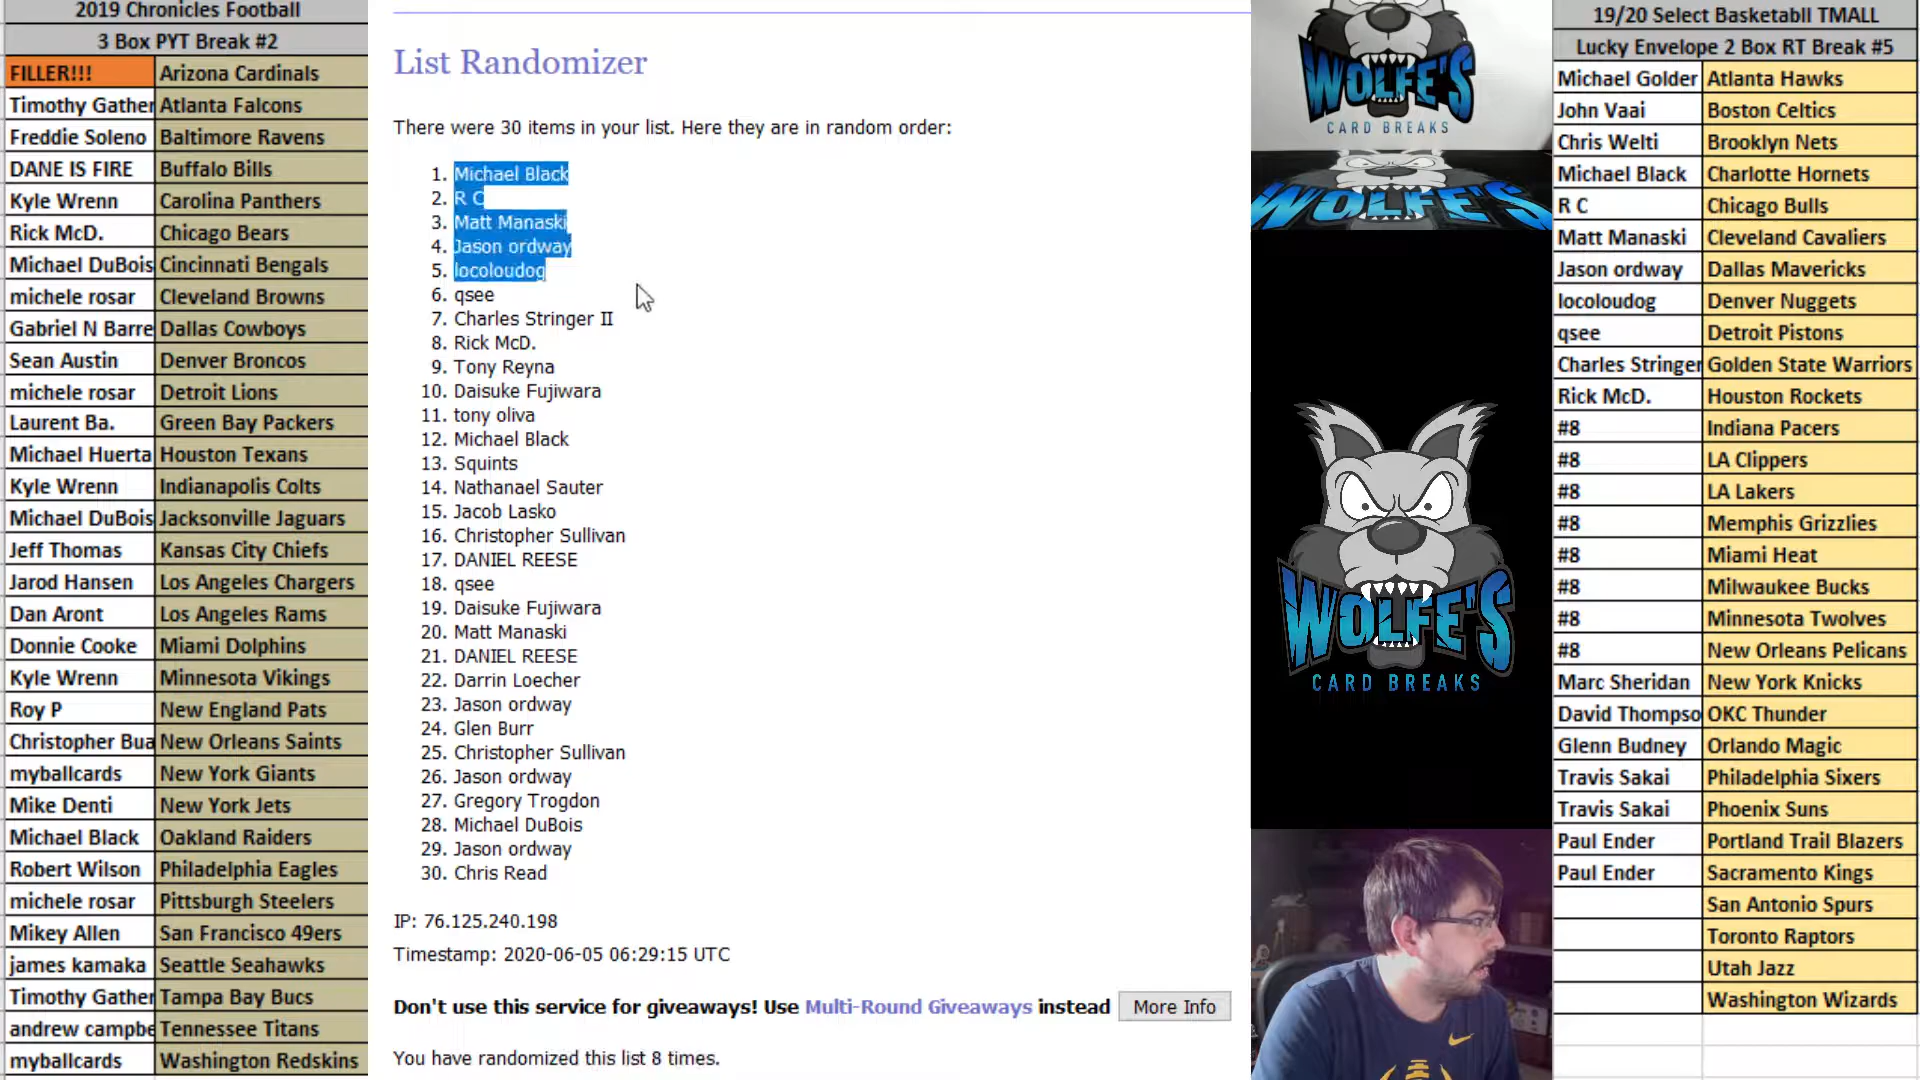 2019 Chronicles Football
3 Box PYT Break #2
FILLER!!! Arizona Cardinals
Timothy Gather Atlanta Falcons
Freddie Soleno Baltimore Ravens
DANE IS FIRE Buffalo Bills
Kyle Wrenn Carolina Panthers
Rick McD. Chicago Bears
Michael DuBois Cincinnati Bengals
michele rosar Cleveland Browns
Gabriel N Barre Dallas Cowboys
Sean Austin Denver Broncos
michele rosar Detroit Lions
Laurent Ba. Green Bay Packers
Michael Huerta Houston Texans
Kyle Wrenn Indianapolis Colts
Michael DuBois Jacksonville Jaguars
Jeff Thomas Kansas City Chiefs
Jarod Hansen Los Angeles Chargers
Dan Aront Los Angeles Rams
Donnie Cooke Miami Dolphins
Kyle Wrenn Minnesota Vikings
Roy P New England Pats
Christopher Bua New Orleans Saints
myballcards New York Giants
Mike Denti New York Jets
Michael Black Oakland Raiders
Robert Wilson Philadelphia Eagles
michele rosar Pittsburgh Steelers
Mikey Allen San Francisco 49ers
james kamaka Seattle Seahawks
Timothy Gather Tampa Bay Bucs
andrew campbe Tennessee Titans
myballcards Washington Redskins
List Randomizer
There were 30 items in your list. Here they are in random order:
1. Michael Black
2. R C
3. Matt Manaski
4. Jason ordway
5. locoloudog
6. qsee
7. Charles Stringer II
8. Rick McD.
9. Tony Reyna
10. Daisuke Fujiwara
11. tony oliva
12. Michael Black
13. Squints
14. Nathanael Sauter
15. Jacob Lasko
16. Christopher Sullivan
17. DANIEL REESE
18. qsee
19. Daisuke Fujiwara
20. Matt Manaski
21. DANIEL REESE
22. Darrin Loecher
23. Jason ordway
24. Glen Burr
25. Christopher Sullivan
26. Jason ordway
27. Gregory Trogdon
28. Michael DuBois
29. Jason ordway
30. Chris Read
IP: 76.125.240.198
Timestamp: 2020-06-05 06:29:15 UTC
Don't use this service for giveaways! Use Multi-Round Giveaways instead More Info
You have randomized this list 8 times.
WOLFE'S
CARD BREAKS
WOLFE'S
WOLFE'S
CARD BREAKS
19/20 Select Basketabll TMALL
Lucky Envelope 2 Box RT Break #5
Michael Golder Atlanta Hawks
John Vaai Boston Celtics
Chris Welti Brooklyn Nets
Michael Black Charlotte Hornets
R C Chicago Bulls
Matt Manaski Cleveland Cavaliers
Jason ordway Dallas Mavericks
locoloudog Denver Nuggets
qsee Detroit Pistons
Charles Stringer Golden State Warriors
Rick McD. Houston Rockets
#8 Indiana Pacers
#8 LA Clippers
#8 LA Lakers
#8 Memphis Grizzlies
#8 Miami Heat
#8 Milwaukee Bucks
#8 Minnesota Twolves
#8 New Orleans Pelicans
Marc Sheridan New York Knicks
David Thompso OKC Thunder
Glenn Budney Orlando Magic
Travis Sakai Philadelphia Sixers
Travis Sakai Phoenix Suns
Paul Ender Portland Trail Blazers
Paul Ender Sacramento Kings
San Antonio Spurs
Toronto Raptors
Utah Jazz
Washington Wizards